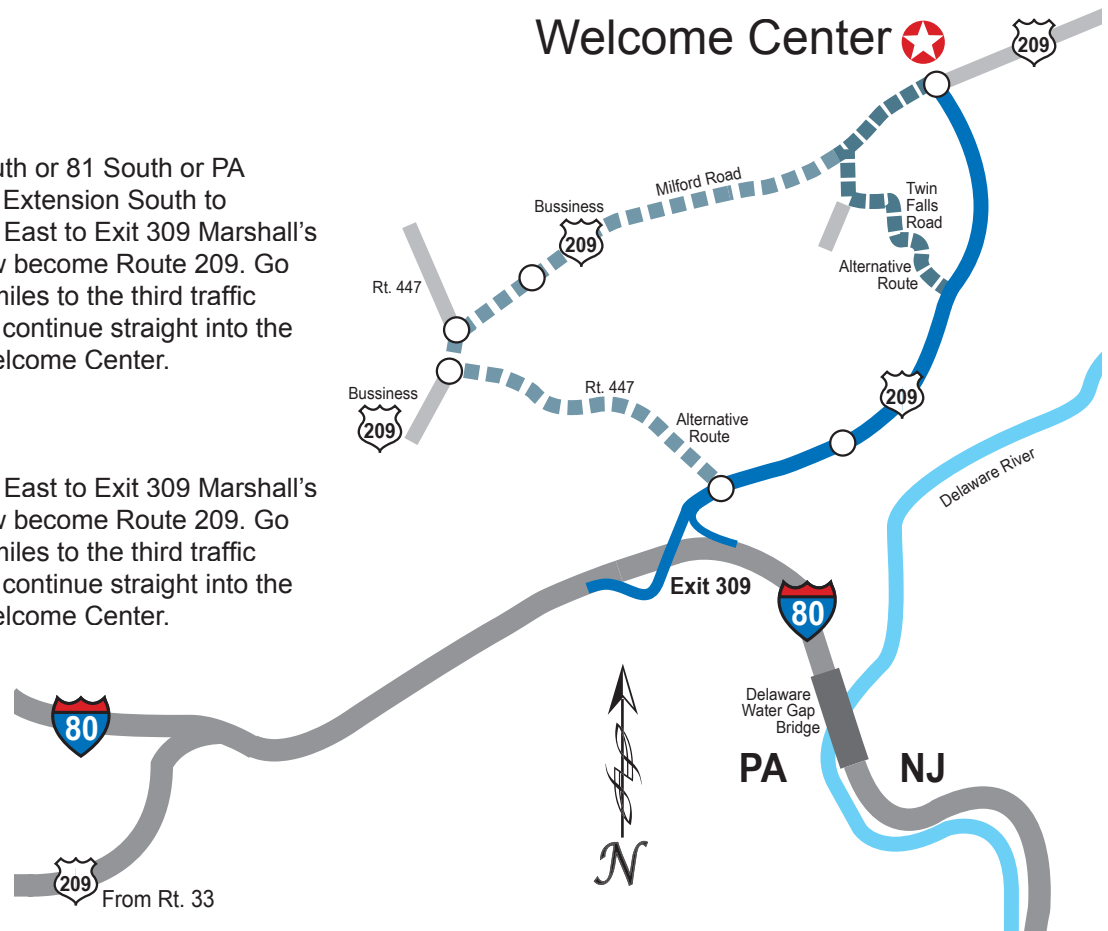 Welcome Center
209
uth or 81 South or PA
Extension South to
East to Exit 309 Marshall's
w become Route 209. Go
miles to the third traffic
continue straight into the
elcome Center.
Milford Road
Bussiness
209
Twin
Falls
Road
Alternative
Route
Rt. 447
Bussiness
209
Rt. 447
Alternative
Route
209
Delaware River
East to Exit 309 Marshall's
w become Route 209. Go
miles to the third traffic
continue straight into the
elcome Center.
Exit 309
80
Delaware
Water Gap
Bridge
80
PA
NJ
N
209
From Rt. 33